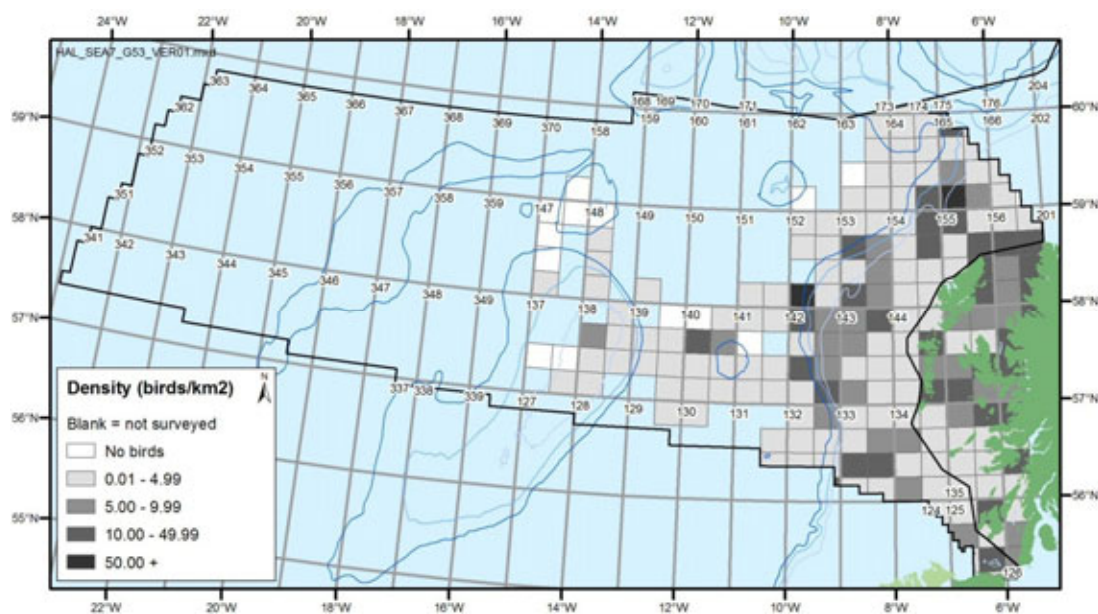 22°W 20°W 18°W 16°W 14°W 12°W 10°W 8°W 6°W
HAL_SEA7_G53_VER01.mxd
363 364 365 366 367 368 369 370 158 168 169 170 171 173 174 175 176 204
362 159 160 161 162 163 164 165 166 202
60°N
59°N
352 353 354 355 356 357 358 359 147 148 149 150 151 152 153 154 155 156 201
59°N
351
58°N
341 342 343 344 345 346 347 348 349 137 138 139 140 141 142 143 144
58°N
57°N
337 338 339 127 128 129 130 131 132 133 134
57°N
56°N
135
124 125
56°N
55°N
126
N
Density (birds/km2)
Blank = not surveyed
No birds
0.01 - 4.99
5.00 - 9.99
10.00 - 49.99
50.00 +
22°W 20°W 18°W 16°W 14°W 12°W 10°W 8°W 6°W